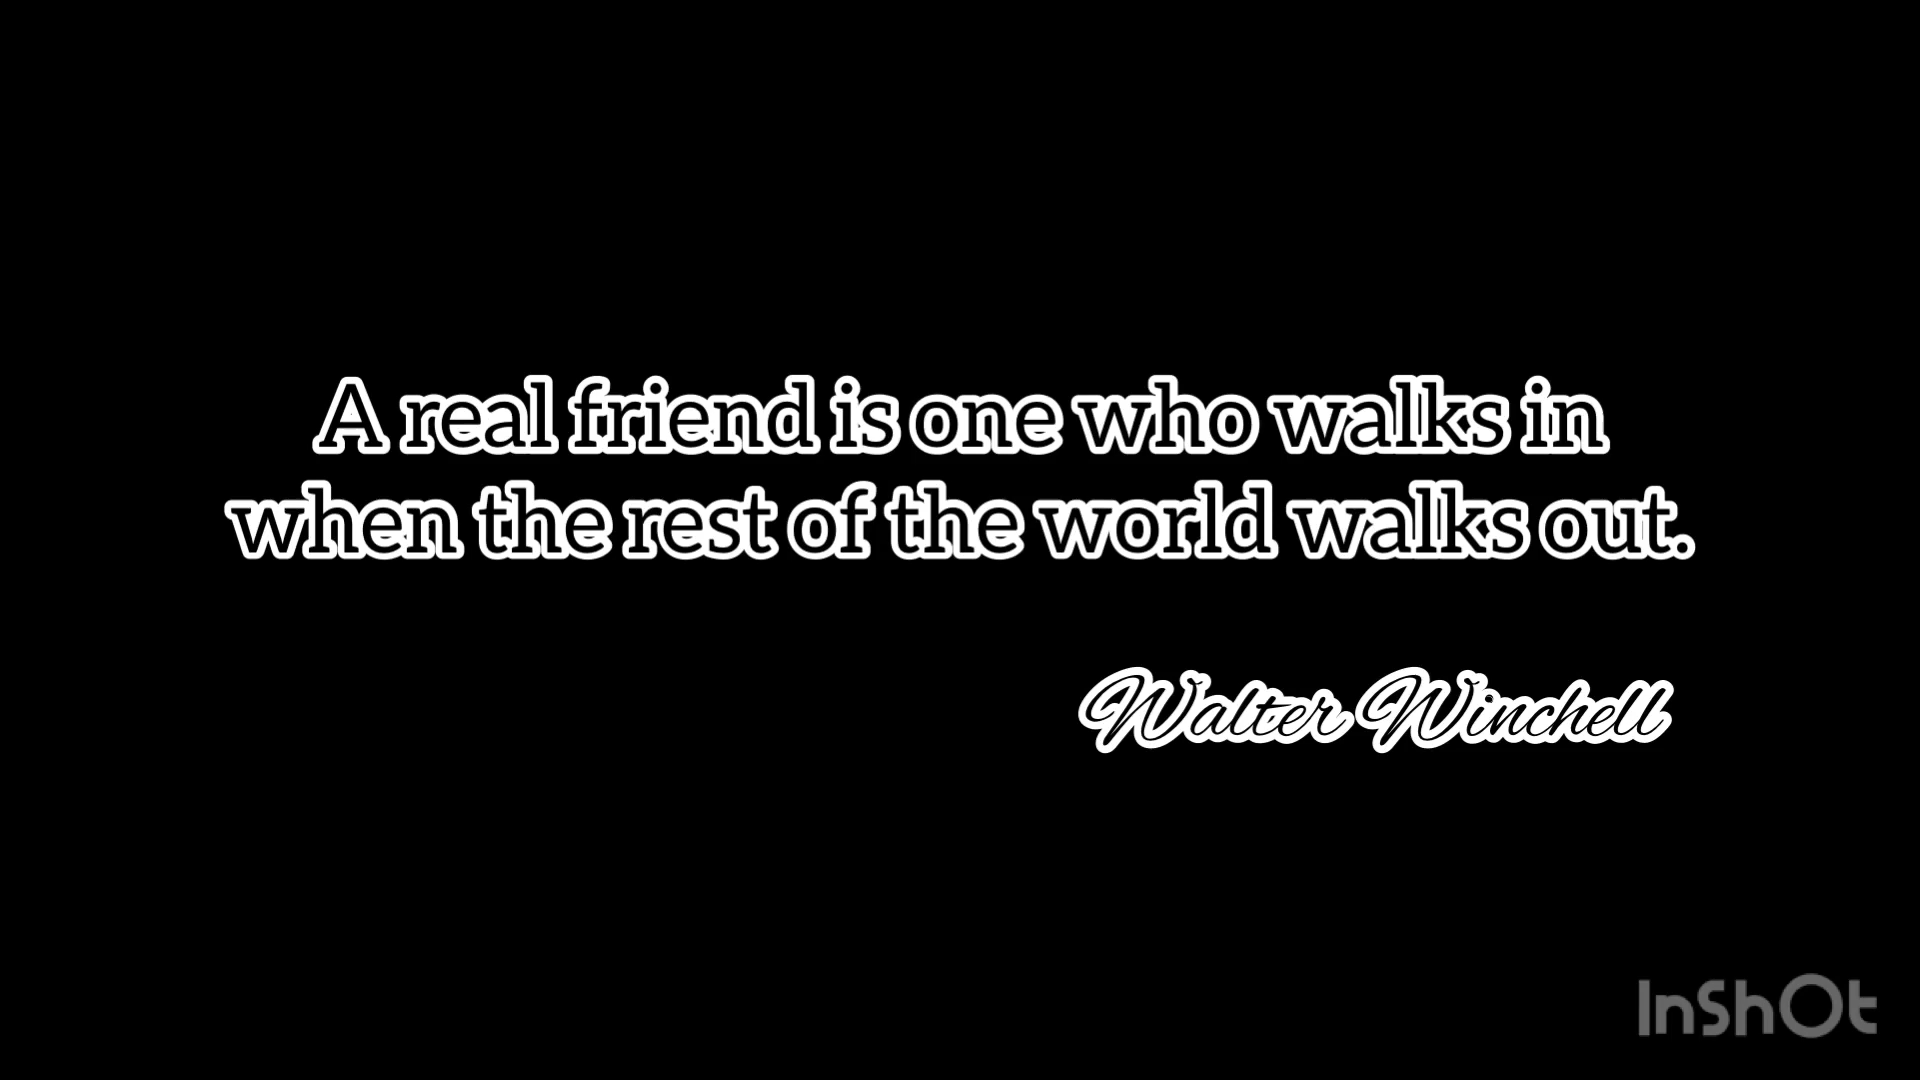 A real friend is one who walks in
when the rest of the world walks out.
Walter Winchell
InShOt